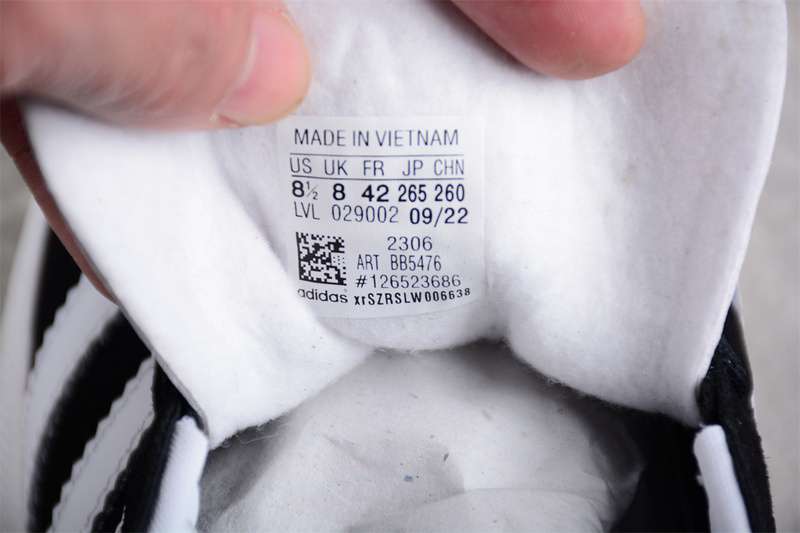 MADE IN VIETNAM
US UK FR JP CHN
8½ 8 42 265 260
LVL 029002 09/22
2306
ART BB5476
#126523686
adidas xrSZRSLW006638